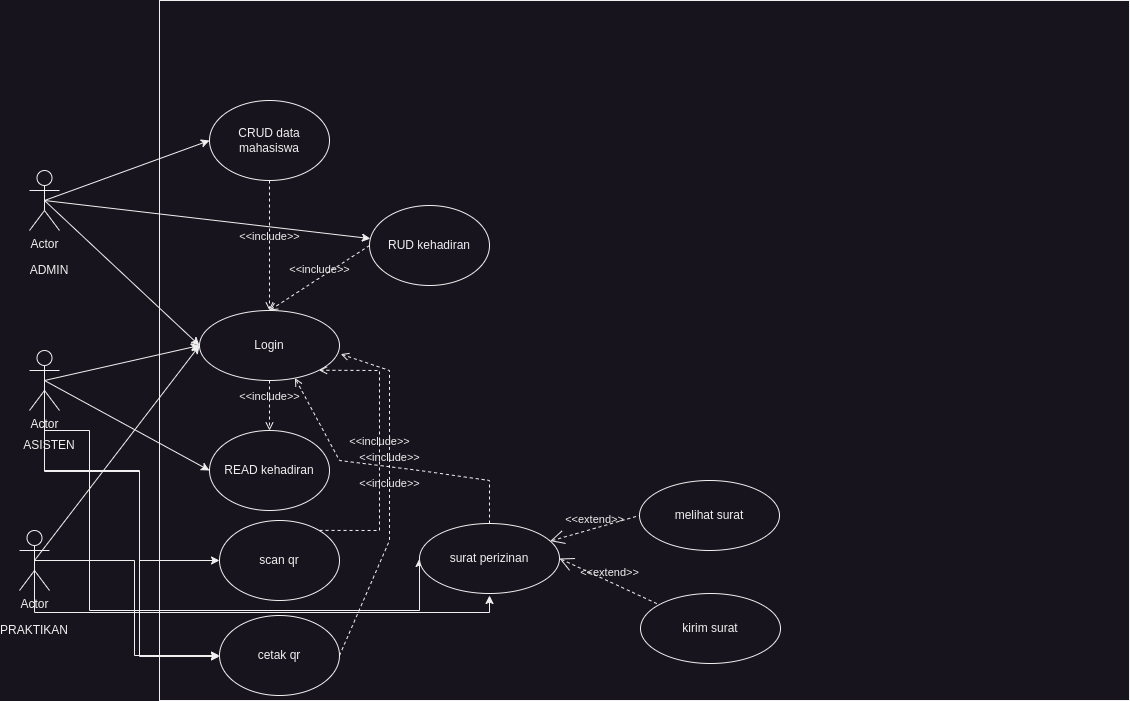 CRUD data
mahasiswa
Actor
ADMIN
<<include>>
RUD kehadiran
<<include>>
Login
<<include>>
Actor
ASISTEN
<<include>>
<<include>>
READ kehadiran
<<include>>
melihat surat
<<extend>>
scan qr
surat perizinan
<<extend>>
Actor
PRAKTIKAN
kirim surat
cetak qr